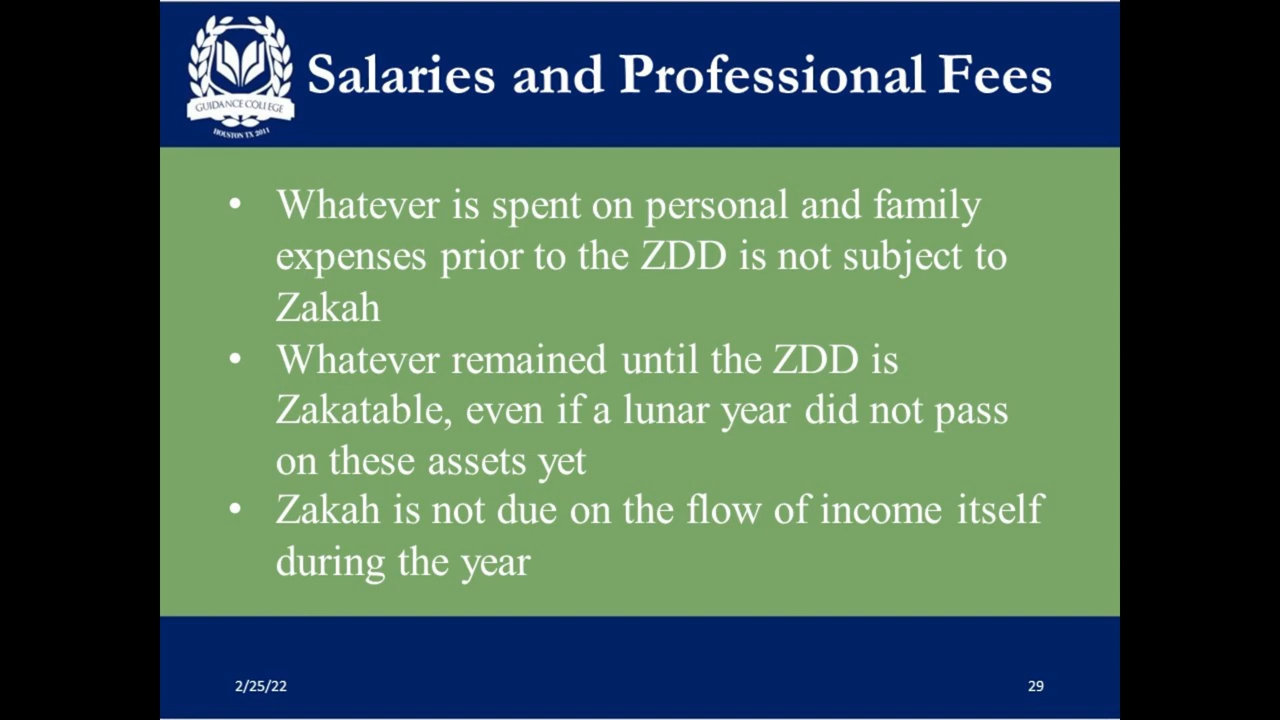 GUIDANCE COLLEGE
HOUSTON TX 2011
Salaries and Professional Fees
• Whatever is spent on personal and family
expenses prior to the ZDD is not subject to
Zakah
• Whatever remained until the ZDD is
Zakatable, even if a lunar year did not pass
on these assets yet
• Zakah is not due on the flow of income itself
during the year
2/25/22
29